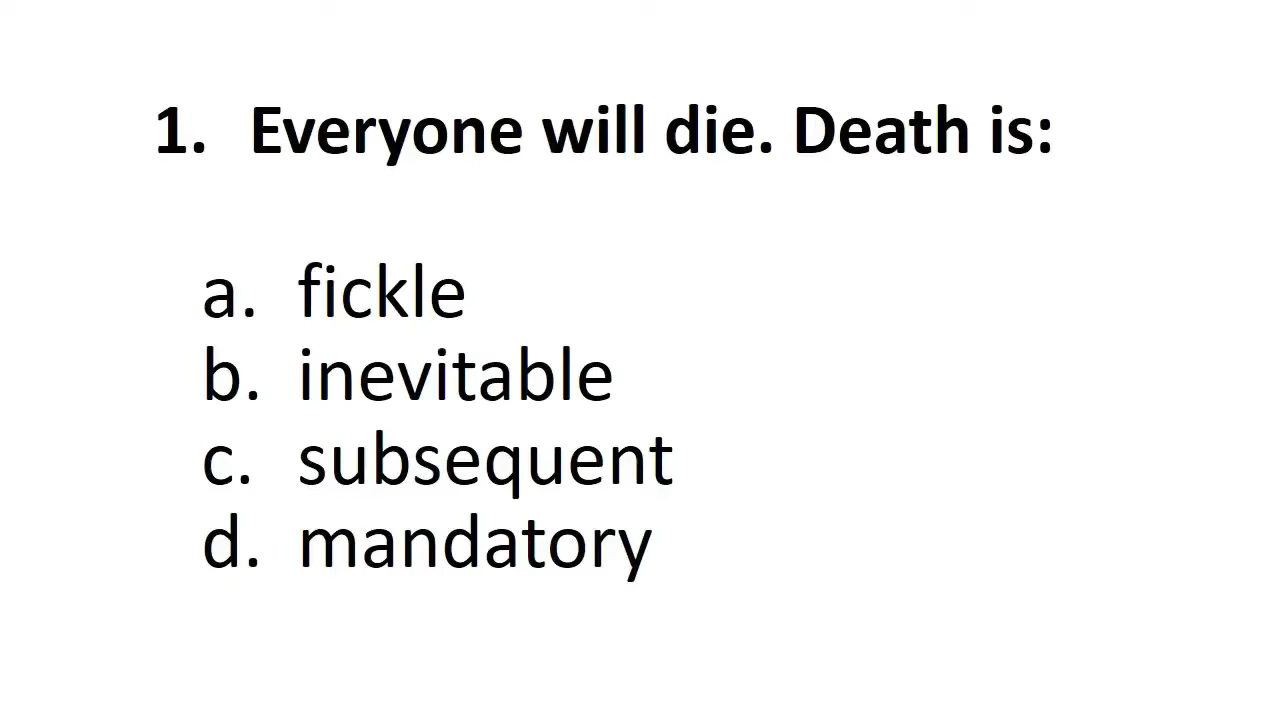 1. Everyone will die. Death is:
a. fickle
b. inevitable
c. subsequent
d. mandatory